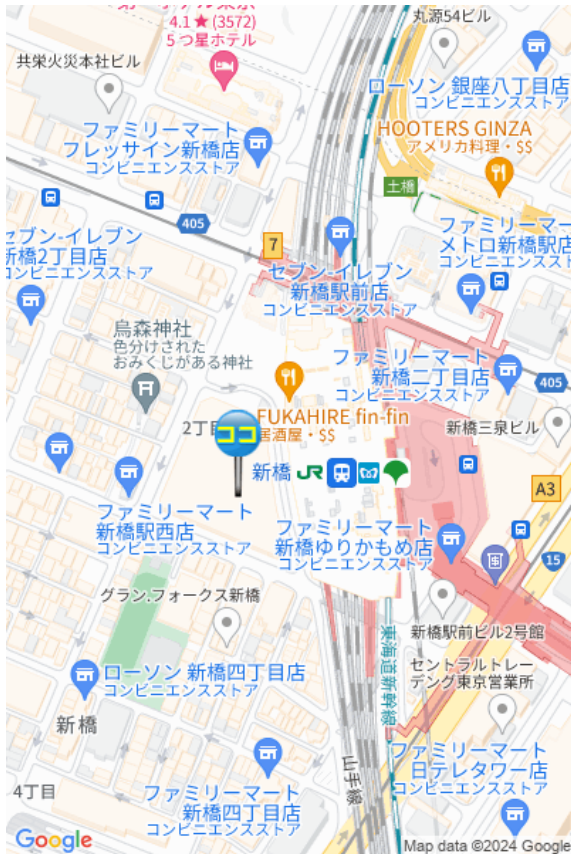 4.1★(3572)
5 つ星ホテル
丸源54ビル
共栄火災本社ビル
ローソン 銀座八丁目店
コンビニエンスストア
ファミリーマート
フレッサイン新橋店
コンビニエンスストア
HOOTERS GINZA
アメリカ料理・$$
土橋
405
7
セブン-イレブン
新橋2丁目店
コンビニエンスストア
ファミリーマー
メトロ新橋駅店
コンビニエンスス
セブン-イレブン
新橋駅前店
コンビニエンスストア
烏森神社
色分けされた
おみくじがある神社
ファミリーマート
新橋二丁目店
コンビニエンスストア
405
FUKAHIRE fin-fin
居酒屋・$$
2丁
ココ
新橋三泉ビル
新橋
JR
A3
ファミリーマート
新橋駅西店
コンビニエンスストア
ファミリーマート
新橋ゆりかもめ店
コンビニエンスストア
15
グラン.フォークス新橋
新橋駅前ビル2号館
東海道新幹線
ローソン 新橋四丁目店
コンビニエンスストア
セントラルトレー
デング東京営業所
新橋
山手線
ファミリーマート
日テレタワー店
コンビニエンスストア
4丁目
ファミリーマート
新橋四丁目店
コンビニエンスストア
Google
Map data ©2024 Google